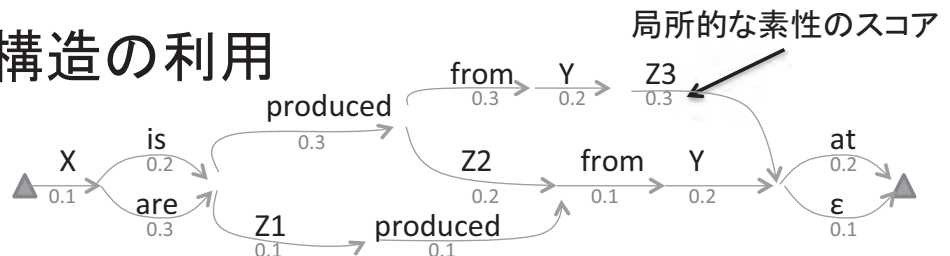 局所的な素性のスコア
構造の利用
from Y Z3
0.3 0.2 0.3
produced
0.3
X is Z2 from Y at
0.1 0.2 0.2 0.1 0.2 0.2
are ε
0.3 0.1
Z1 produced
0.1 0.1